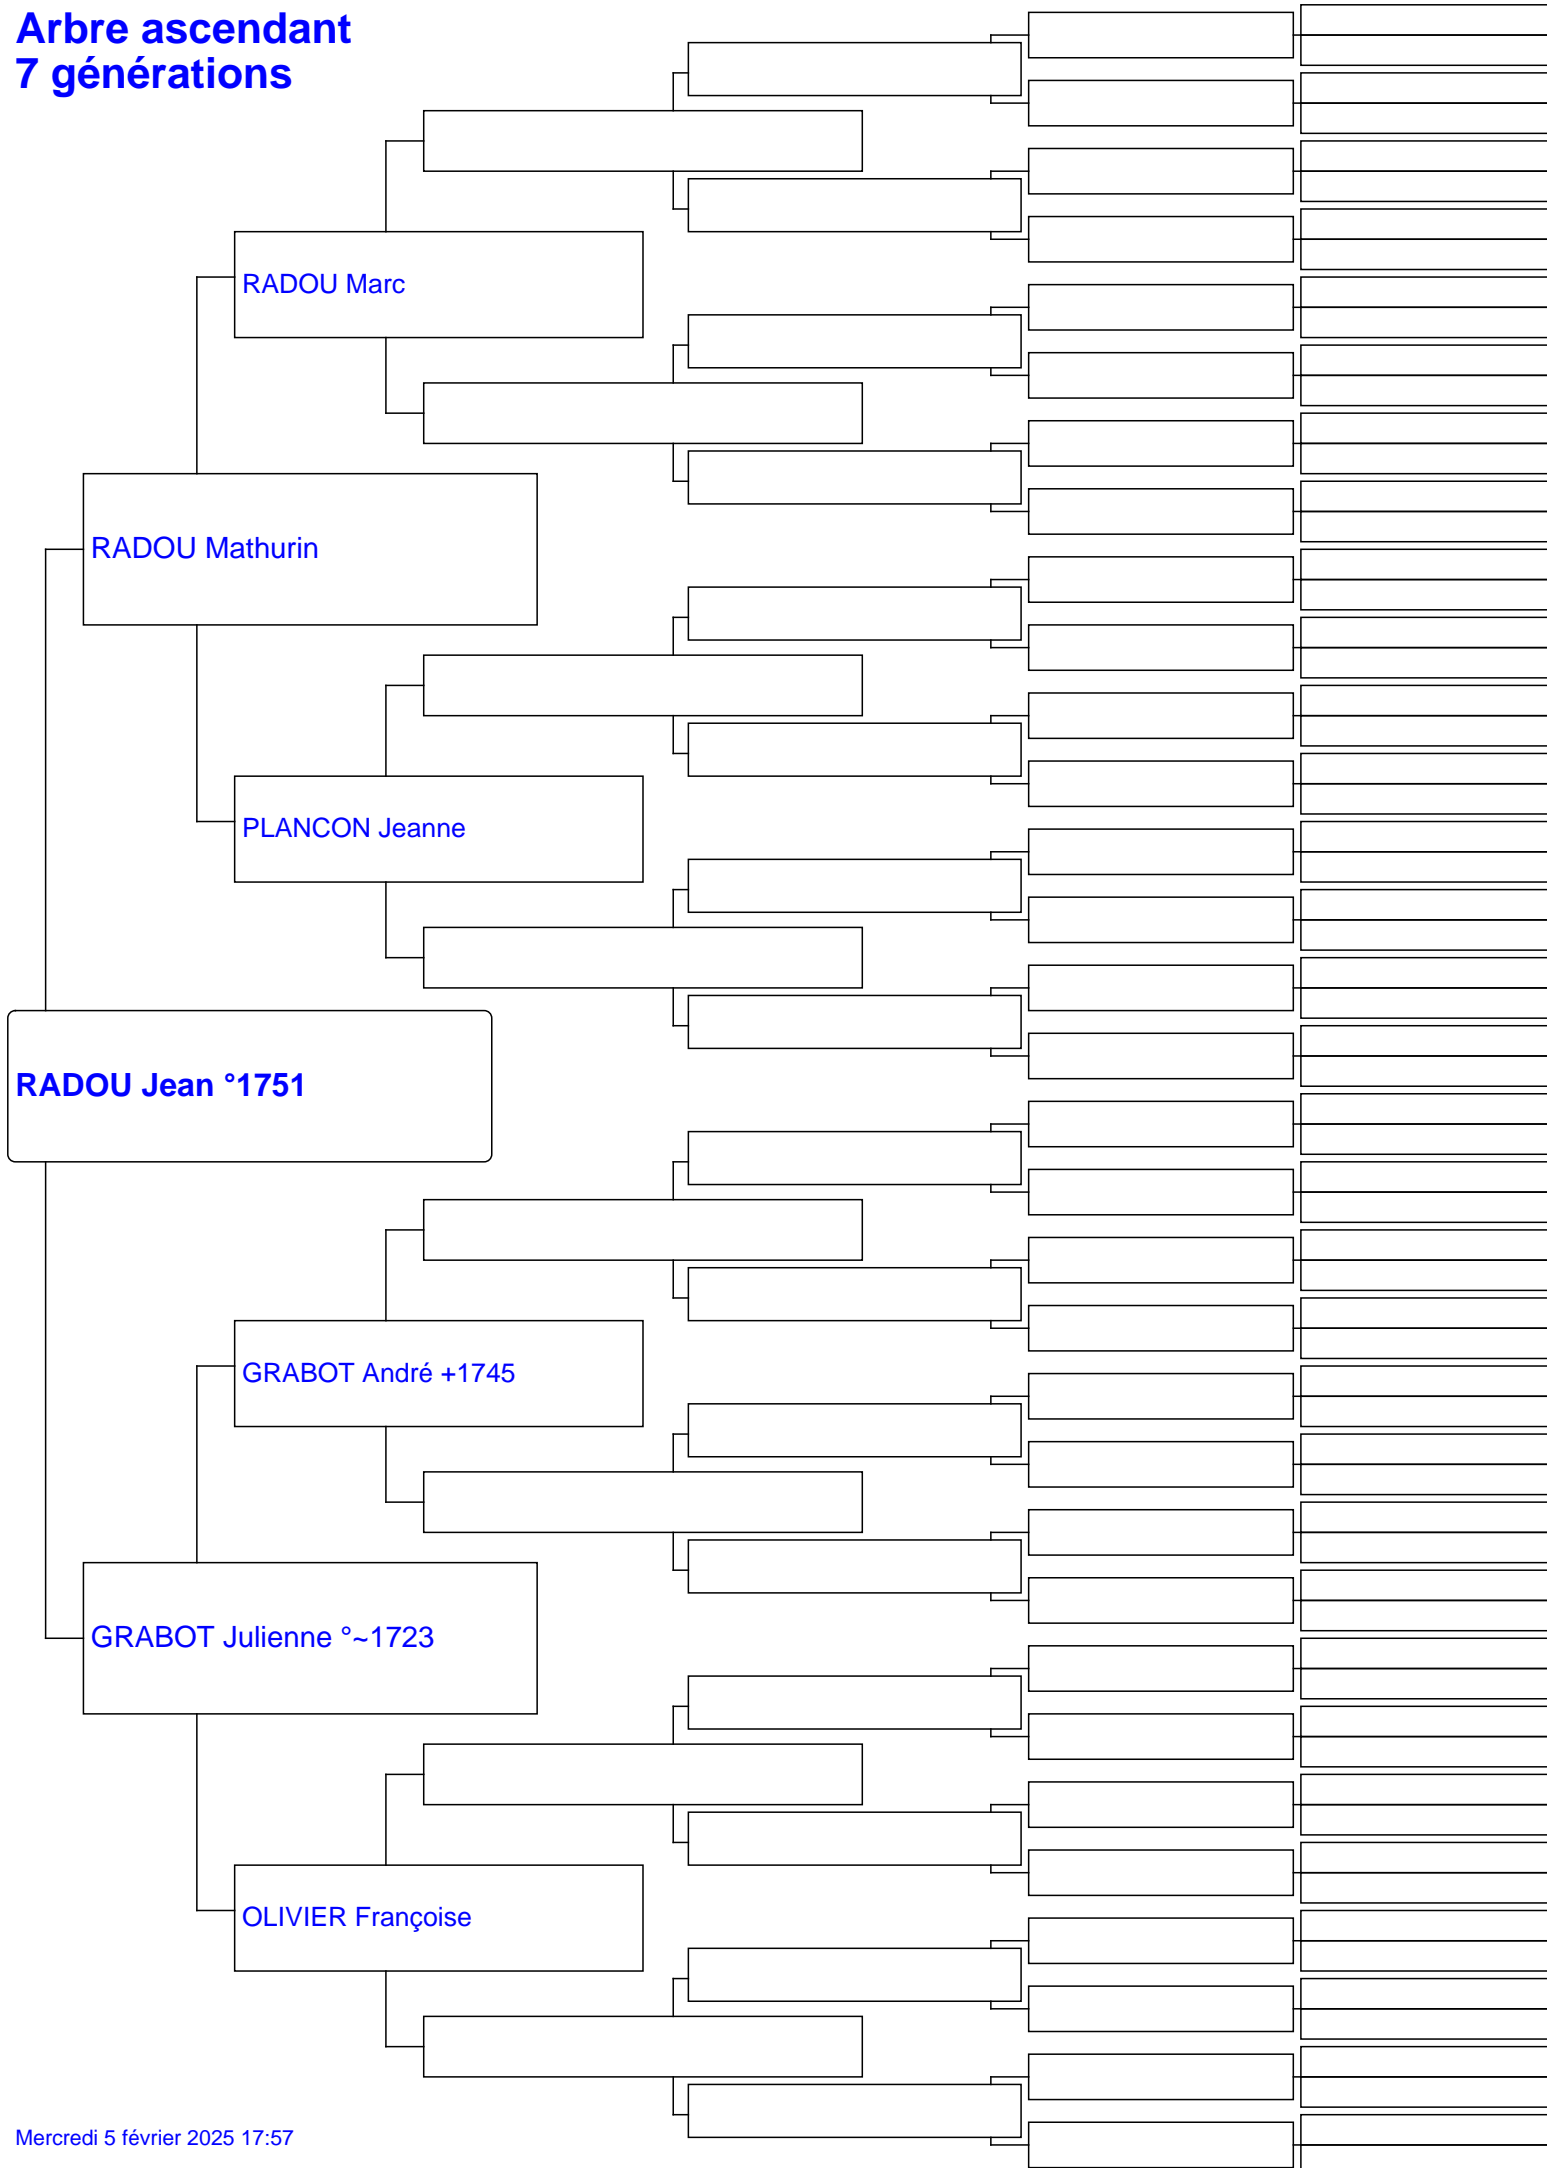 Arbre ascendant
7 générations
RADOU Marc
RADOU Mathurin
PLANCON Jeanne
RADOU Jean °1751
GRABOT André +1745
GRABOT Julienne °~1723
OLIVIER Françoise
Mercredi 5 février 2025 17:57